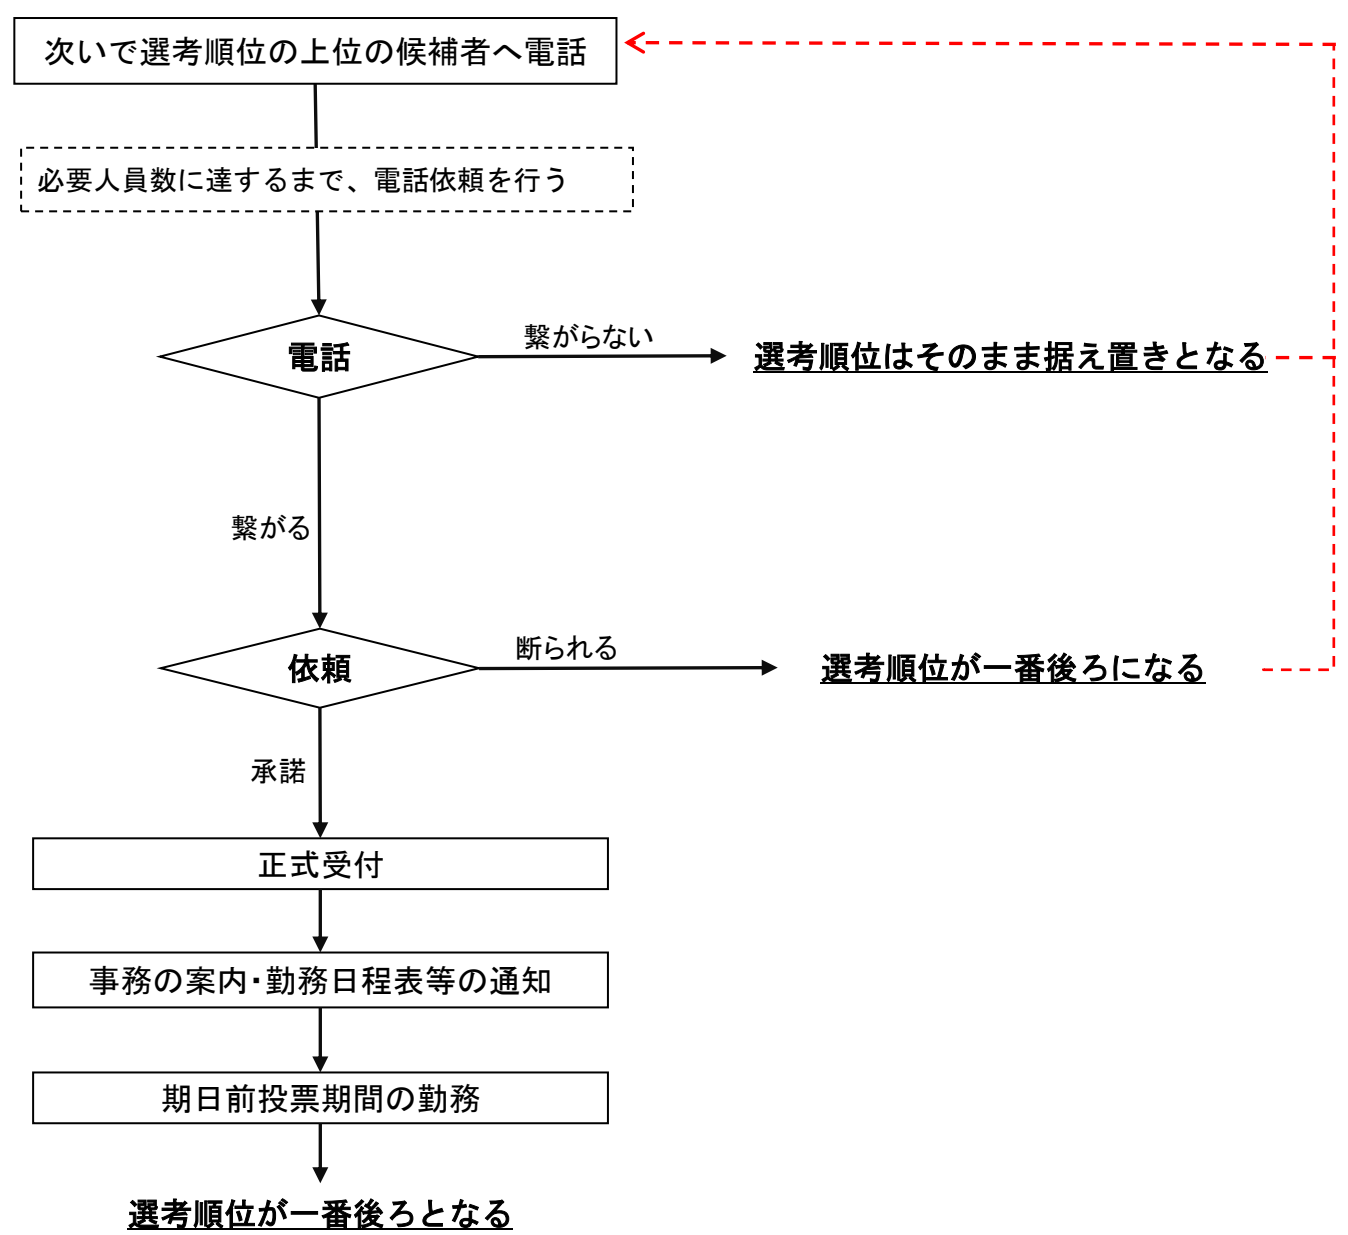 次いで選考順位の上位の候補者へ電話
必要人員数に達するまで、電話依頼を行う
電話
繋がらない
選考順位はそのまま据え置きとなる
繋がる
依頼
断られる
選考順位が一番後ろになる
承諾
正式受付
事務の案内・勤務日程表等の通知
期日前投票期間の勤務
選考順位が一番後ろとなる